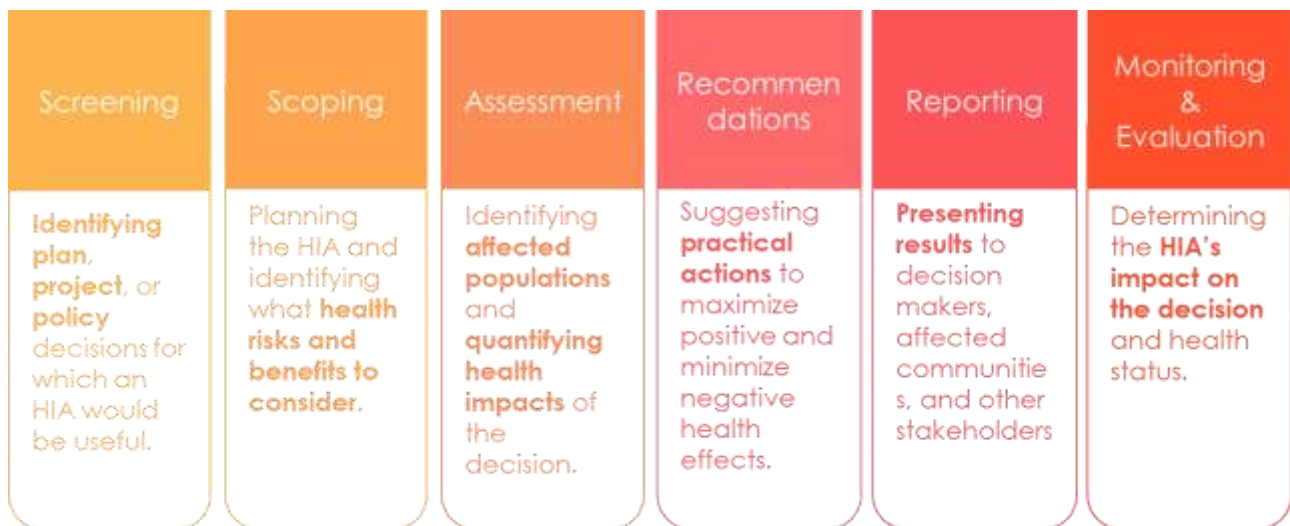 Screening
Identifying
plan,
project, or
policy
decisions for
which an
HIA would
be useful.
Scoping
Planning
the HIA and
identifying
what health
risks and
benefits to
consider.
Assessment
Identifying
affected
populations
and
quantifying
health
impacts of
the
decision.
Recommen
dations
Suggesting
practical
actions to
maximize
positive and
minimize
negative
health
effects.
Reporting
Presenting
results to
decision
makers,
affected
communitie
s, and other
stakeholders
Monitoring
&
Evaluation
Determining
the HIA's
impact on
the decision
and health
status.